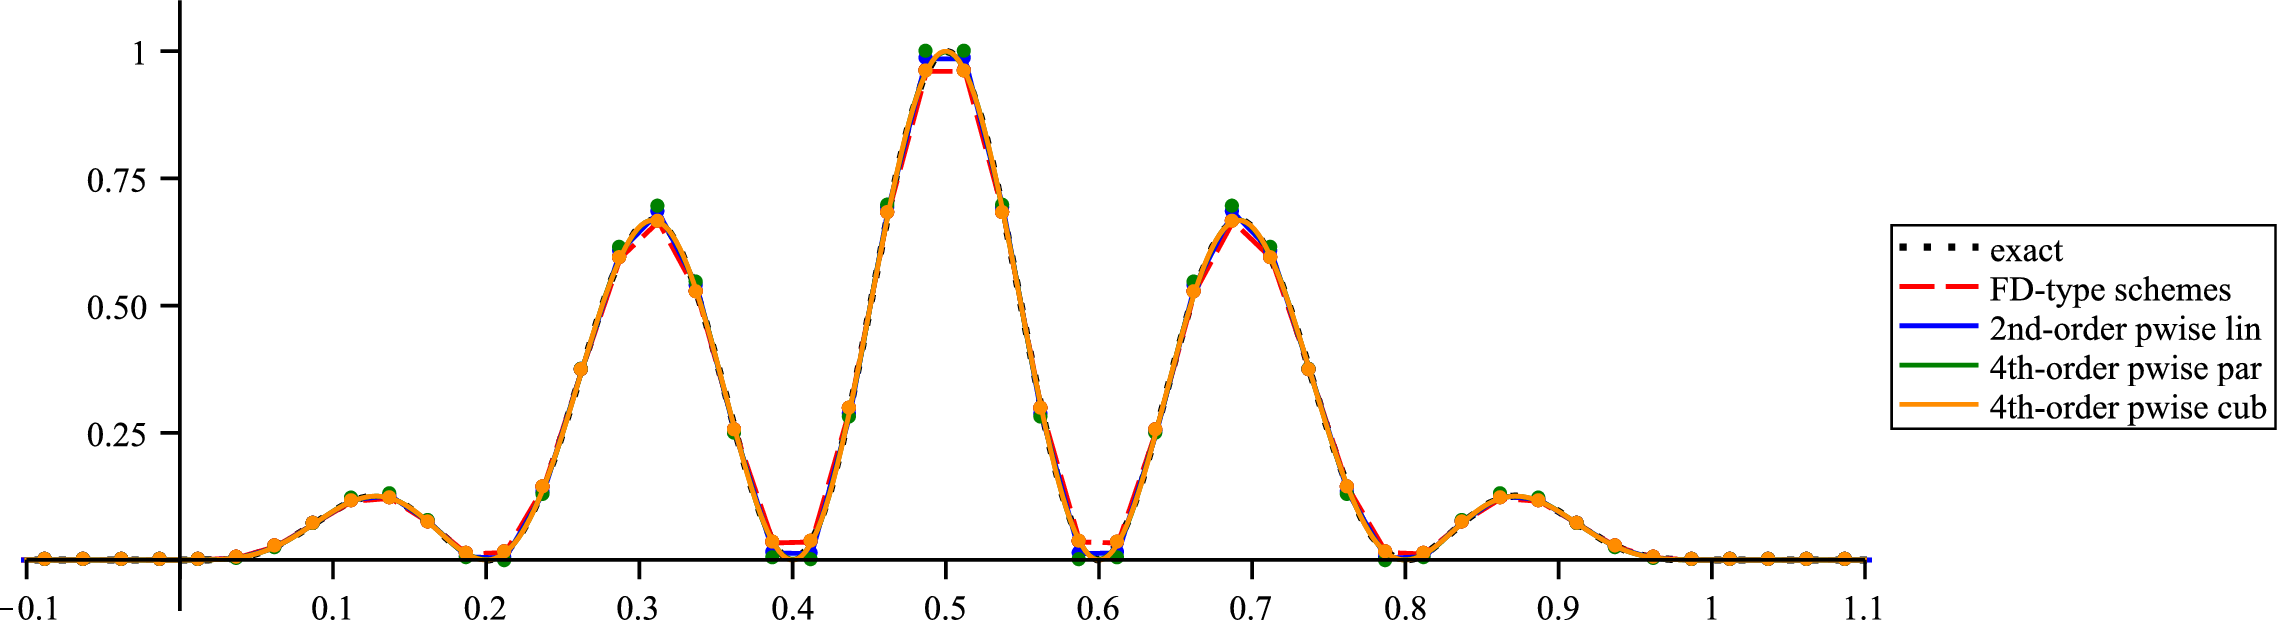 1
0.75
0.50
0.25
−0.1 0.1 0.2 0.3 0.4 0.5 0.6 0.7 0.8 0.9 1 1.1
exact
FD-type schemes
2nd-order pwise lin
4th-order pwise par
4th-order pwise cub